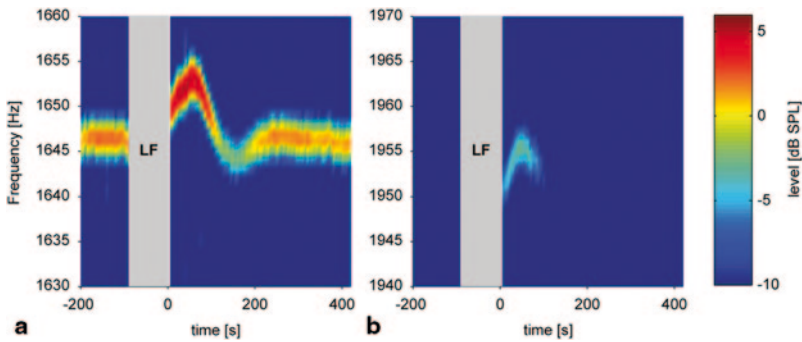 1660
1655
1650
1645
1640
1635
1630
Frequency [Hz]
LF
-200 0 200 400
time [s]
a
1970
1965
1960
1955
1950
1945
1940
LF
-200 0 200 400
time [s]
b
5
0
-5
-10
level [dB SPL]